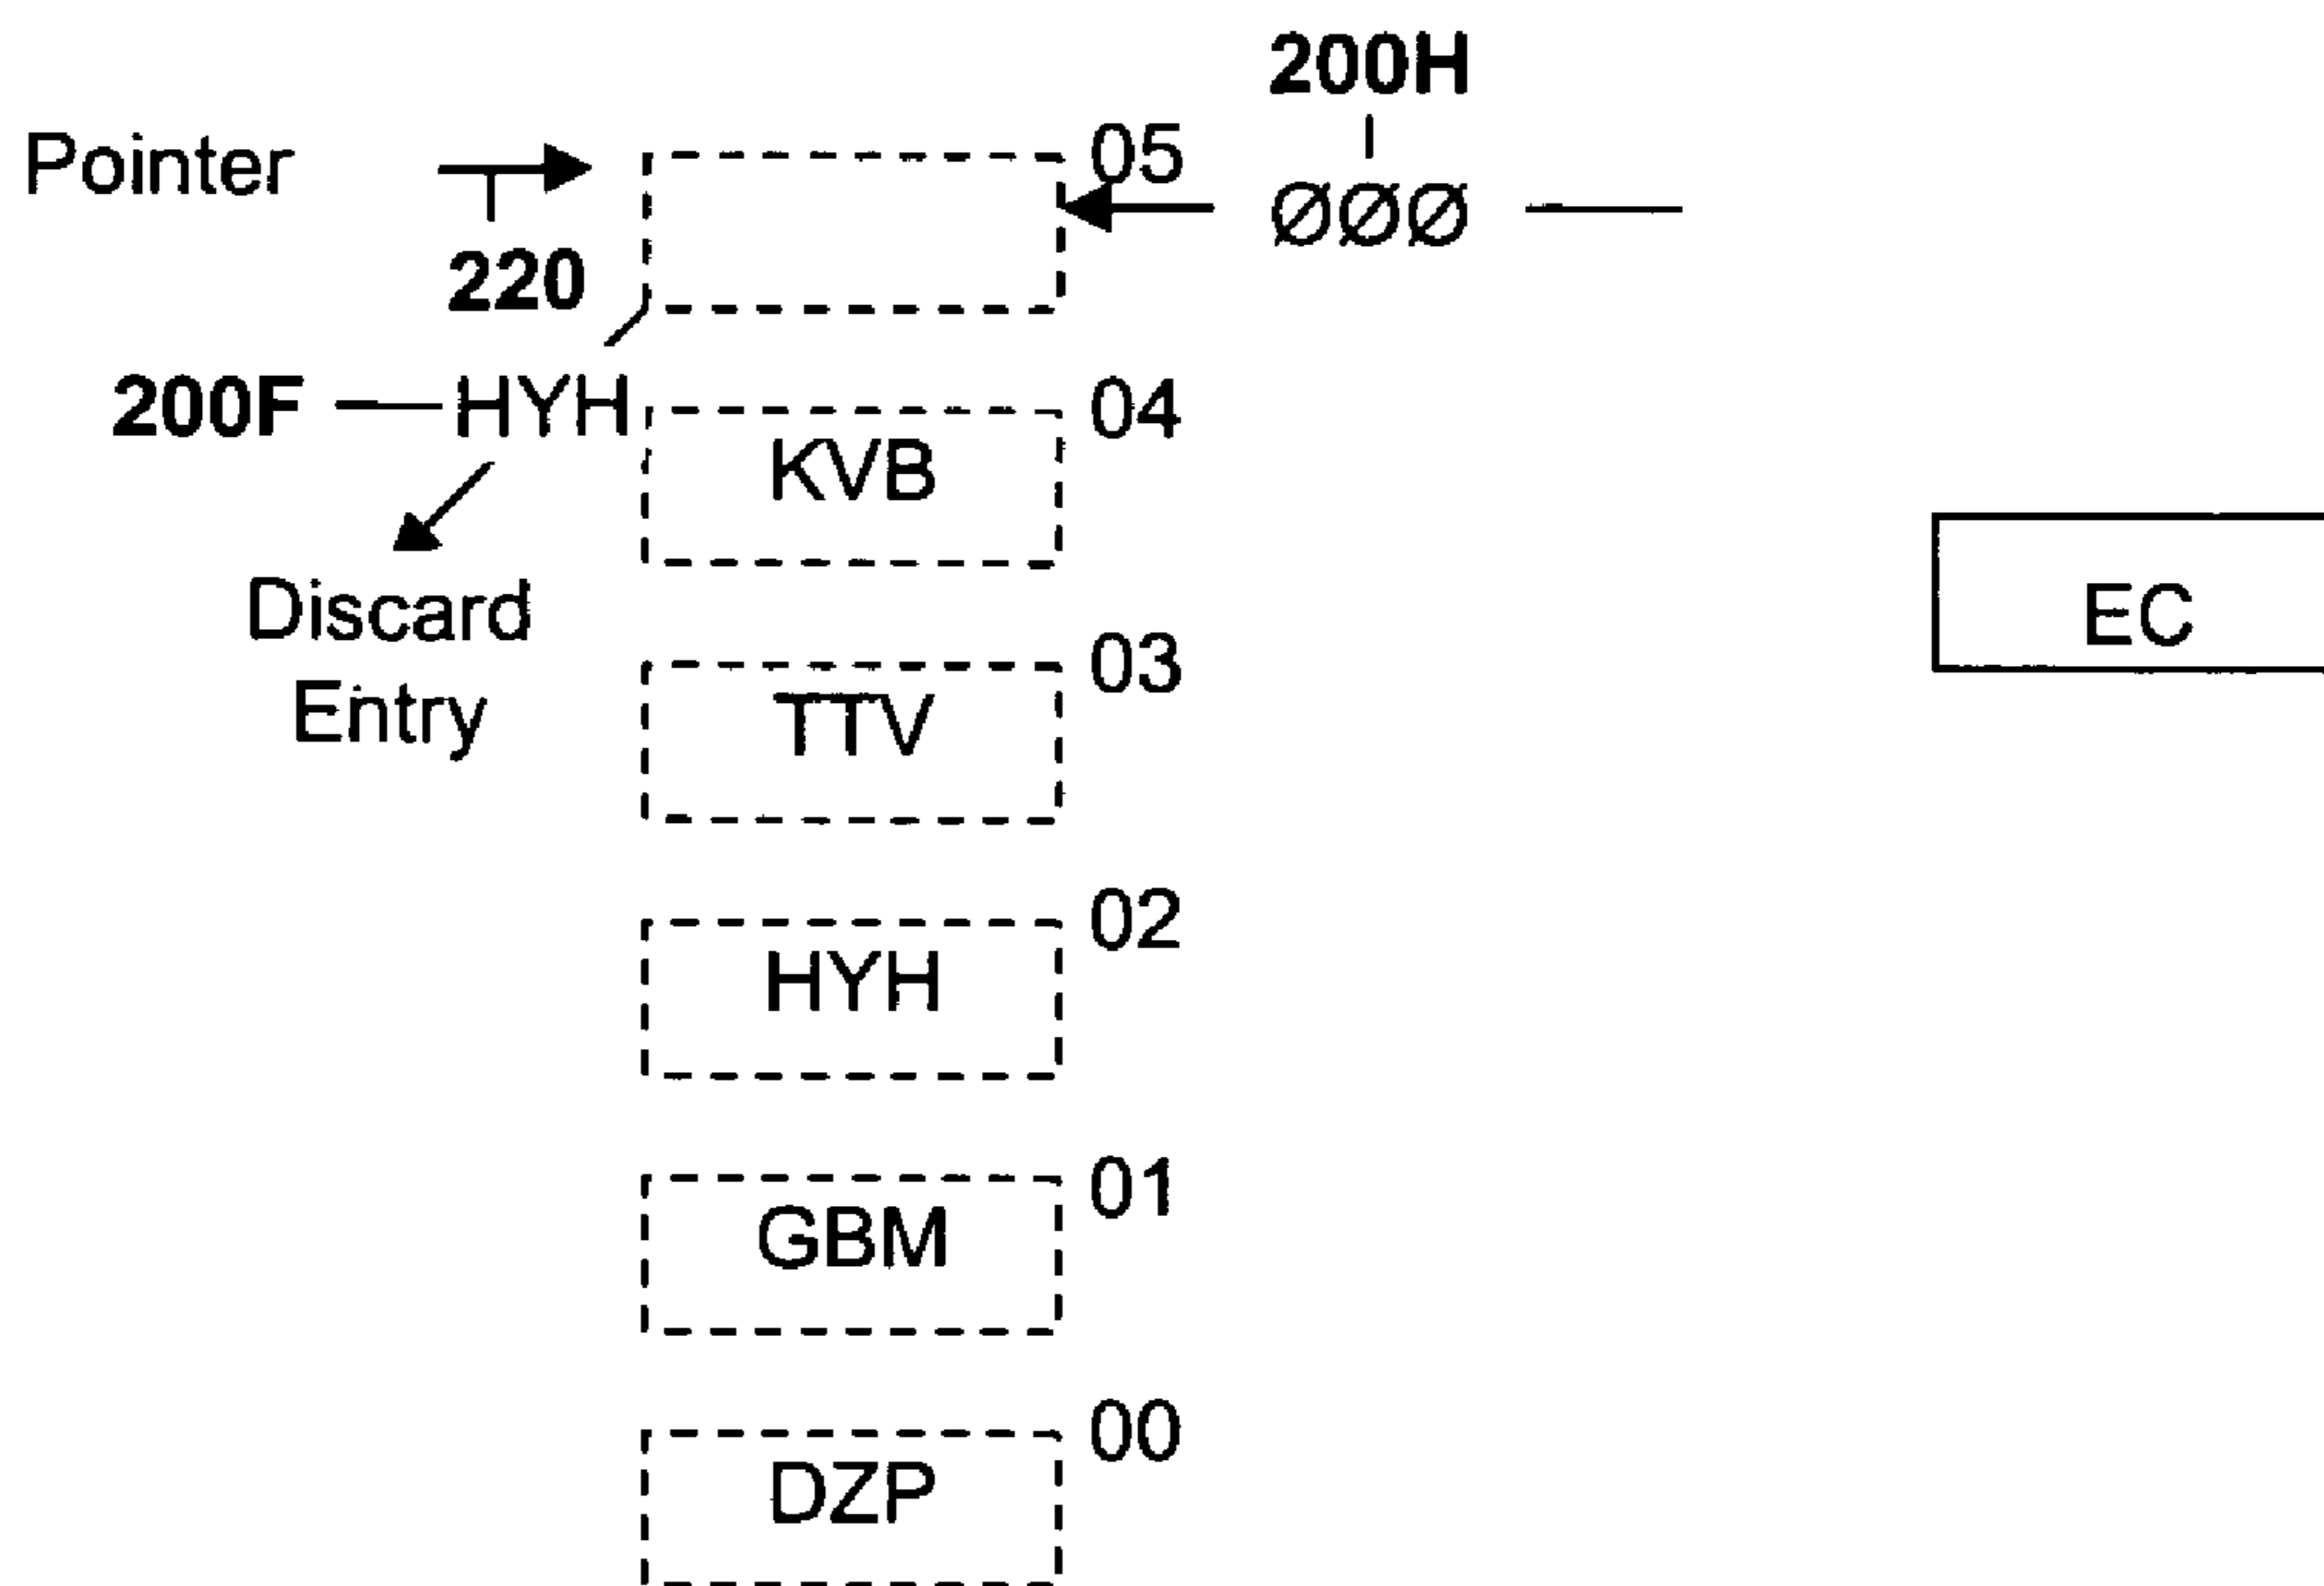 200H
Pointer
05
ØØØ
220
200F
HYH
04
KVB
Discard
Entry
EC
03
TTV
02
HYH
01
GBM
00
DZP